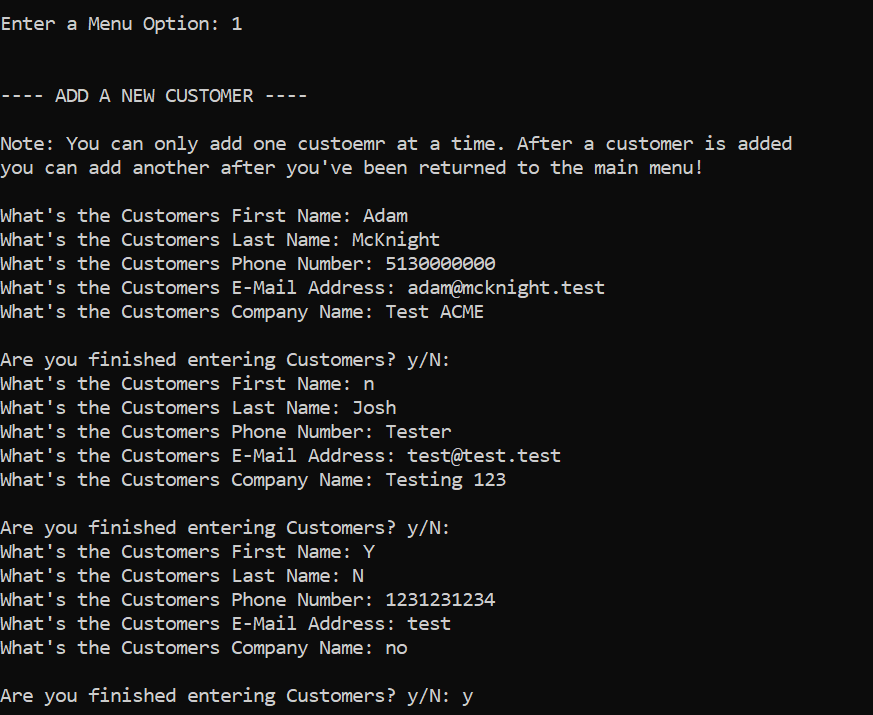 Enter a Menu Option: 1
---- ADD A NEW CUSTOMER ----
Note: You can only add one custoemr at a time. After a customer is added
you can add another after you've been returned to the main menu!
What's the Customers First Name: Adam
What's the Customers Last Name: McKnight
What's the Customers Phone Number: 5130000000
What's the Customers E-Mail Address: adam@mcknight.test
What's the Customers Company Name: Test ACME
Are you finished entering Customers? y/N:
What's the Customers First Name: n
What's the Customers Last Name: Josh
What's the Customers Phone Number: Tester
What's the Customers E-Mail Address: test@test.test
What's the Customers Company Name: Testing 123
Are you finished entering Customers? y/N:
What's the Customers First Name: Y
What's the Customers Last Name: N
What's the Customers Phone Number: 1231231234
What's the Customers E-Mail Address: test
What's the Customers Company Name: no
Are you finished entering Customers? y/N: y